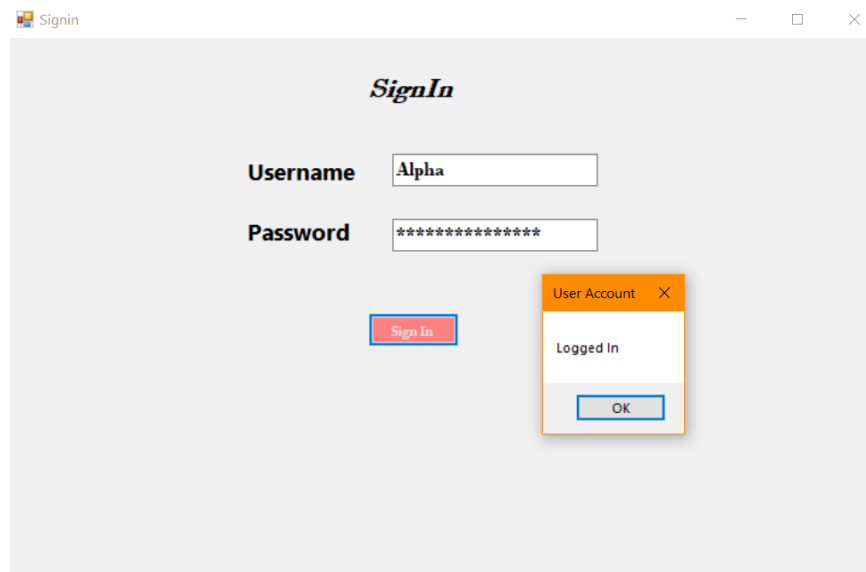 Signin
SignIn
Username
Alpha
Password
***************
User Account
Logged In
Sign In
OK